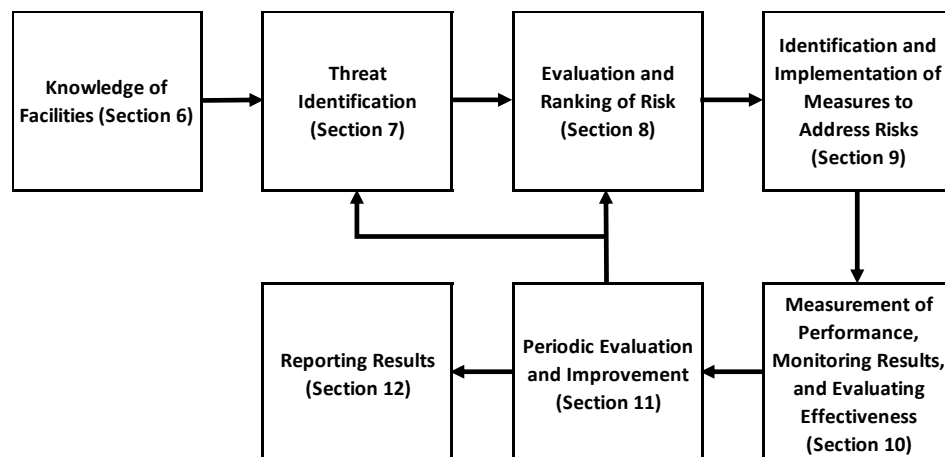 Knowledge of
Facilities (Section 6)
Threat
Identification
(Section 7)
Evaluation and
Ranking of Risk
(Section 8)
Identification and
Implementation of
Measures to
Address Risks
(Section 9)
Reporting Results
(Section 12)
Periodic Evaluation
and Improvement
(Section 11)
Measurement of
Performance,
Monitoring Results,
and Evaluating
Effectiveness
(Section 10)